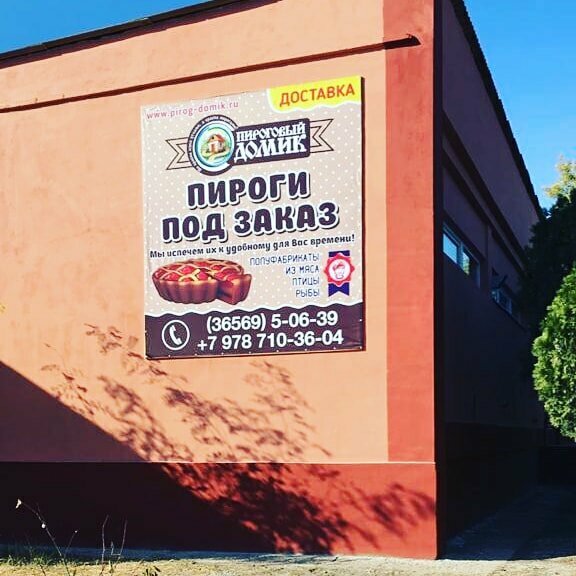 www.pirog-domik.ru
ДОСТАВКА
ПИРОГОВЫЙ
ДОМИК
ПИРОГИ
ПОД ЗАКАЗ
Мы испечем их к удобному для Вас времени!
ПОЛУФАБРИКАТЫ
ИЗ МЯСА
ПТИЦЫ
РЫБЫ
(36569) 5-06-39
+7 978 710-36-04